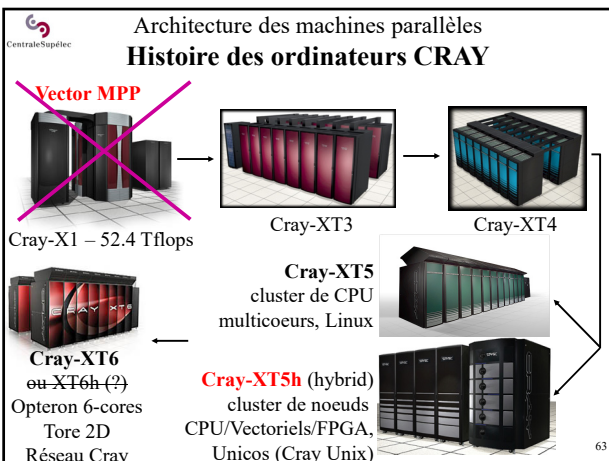 CentraleSupélec
Architecture des machines parallèles
Histoire des ordinateurs CRAY
Vector MPP
Cray-X1 – 52.4 Tflops
Cray-XT3
Cray-XT4
Cray-XT5
cluster de CPU
multicoeurs, Linux
CRAY XT6
Cray-XT6
ou XT6h (?)
Opteron 6-cores
Tore 2D
Réseau Cray
Cray-XT5h (hybrid)
cluster de noeuds
CPU/Vectoriels/FPGA,
Unicos (Cray Unix)
63